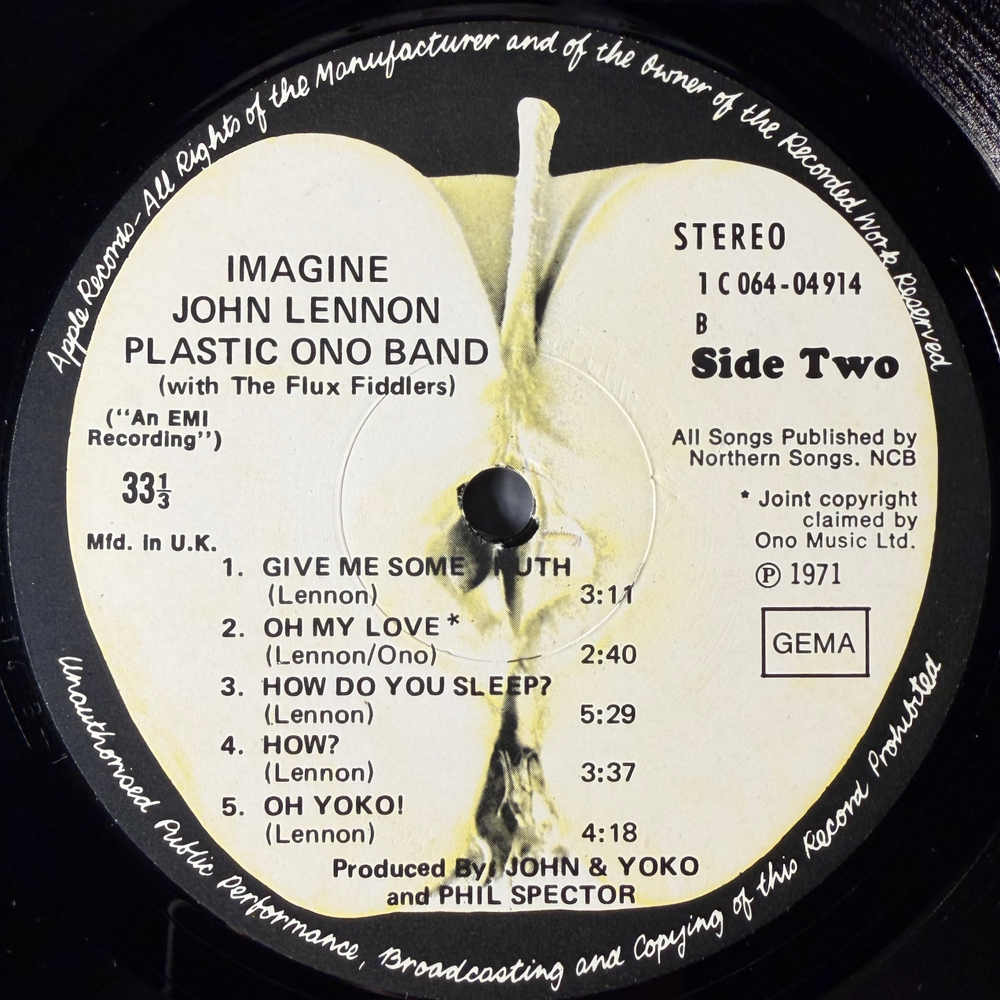 Apple Records-All Rights of the Manufacturer and of the Owner of the Recorded Work Reserved
IMAGINE
JOHN LENNON
PLASTIC ONO BAND
(with The Flux Fiddlers)
("An EMI
Recording")
33⅓
Mfd. in U.K.
STEREO
1 C 064-04914
B
Side Two
All Songs Published by
Northern Songs. NCB
* Joint copyright
claimed by
Ono Music Ltd.
Ⓟ 1971
GEMA
1. GIVE ME SOME TRUTH
(Lennon) 3:11
2. OH MY LOVE*
(Lennon/Ono) 2:40
3. HOW DO YOU SLEEP?
(Lennon) 5:29
4. HOW?
(Lennon) 3:37
5. OH YOKO!
(Lennon) 4:18
Produced By: JOHN & YOKO
and PHIL SPECTOR
Unauthorised Public Performance, Broadcasting and Copying of this Record Prohibited